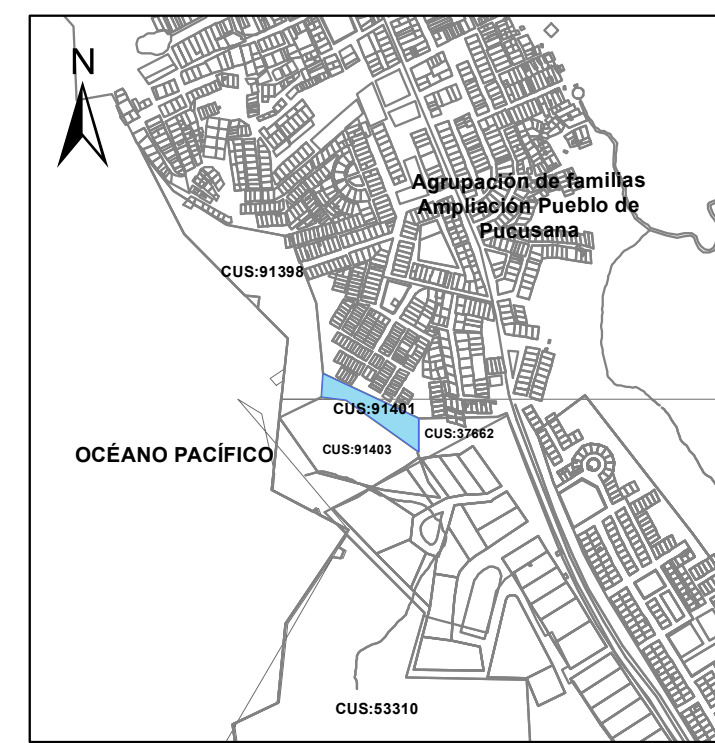 N
Agrupación de familias
Ampliación Pueblo de
Pucusana
CUS:91398
CUS:91401
CUS:37662
OCÉANO PACÍFICO
CUS:91403
CUS:53310